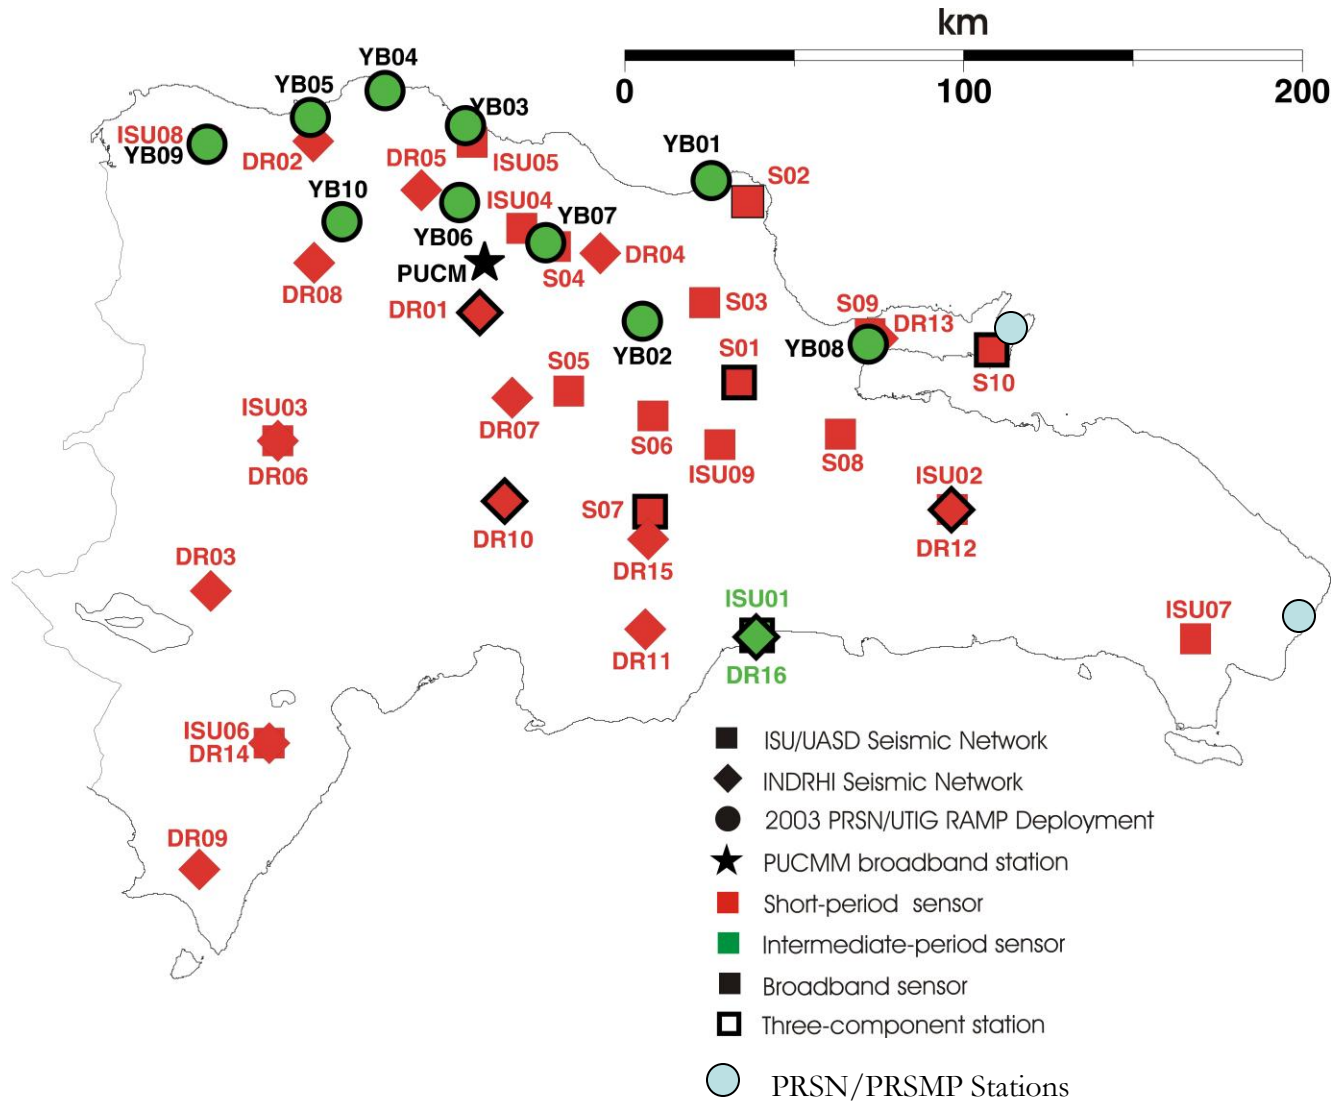 km
0 100 200
YB04
YB05
YB03
ISU08
YB09
DR02
ISU05
DR05
YB01
S02
YB10
ISU04
YB07
YB06
DR04
PUCM
S04
DR08
DR01
S03
S09
DR13
YB02
S01
YB08
S05
S10
ISU03
DR07
S06
ISU09
S08
DR06
ISU02
S07
DR10
DR12
DR03
DR15
ISU01
ISU07
DR11
DR16
ISU06
DR14
DR09
ISU/UASD Seismic Network
INDRHI Seismic Network
2003 PRSN/UTIG RAMP Deployment
PUCMM broadband station
Short-period sensor
Intermediate-period sensor
Broadband sensor
Three-component station
PRSN/PRSMP Stations